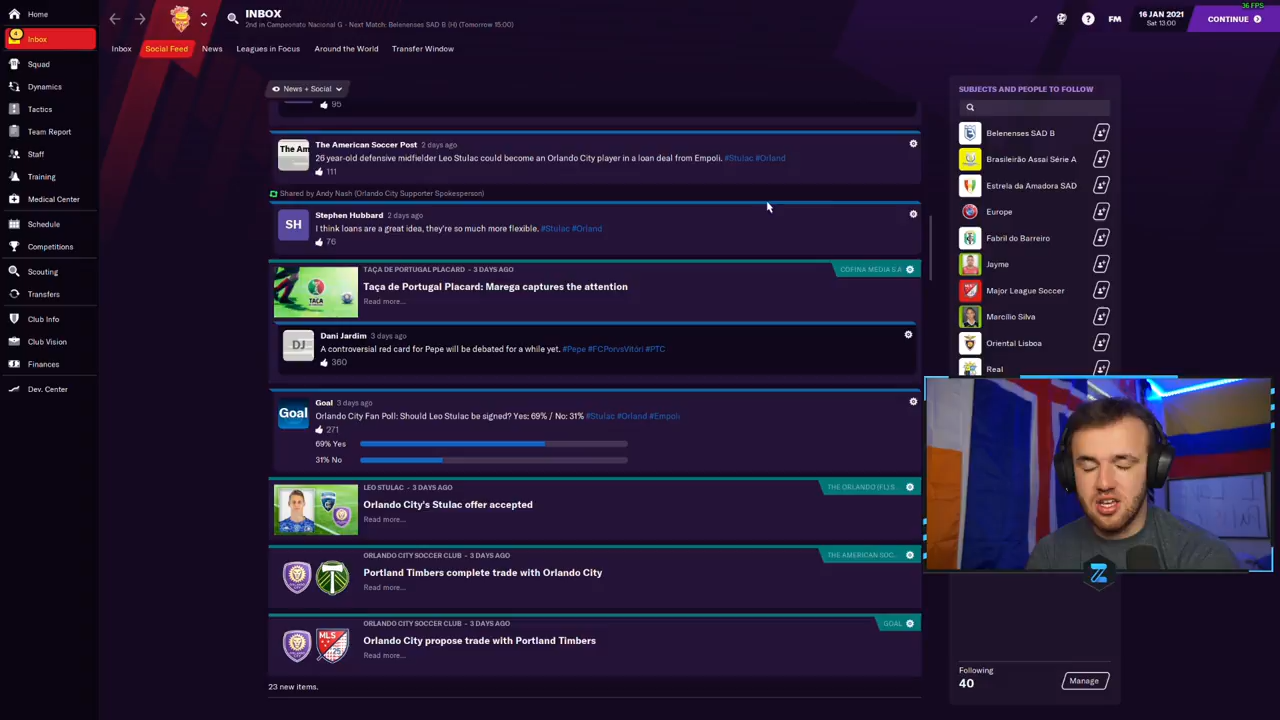 36 FPS
Home
INBOX
2nd in Campeonato Nacional G - Next Match: Belenenses SAD B (H) (Tomorrow 15:00)
FM
16 JAN 2021
Sat 13:00
CONTINUE
4
Inbox
Inbox
Social Feed
News
Leagues in Focus
Around the World
Transfer Window
Squad
Dynamics
Tactics
Team Report
Staff
Training
Medical Center
Schedule
Competitions
Scouting
Transfers
Club Info
Club Vision
Finances
Dev. Center
News + Social
95
The Am
The American Soccer Post 2 days ago
26 year-old defensive midfielder Leo Stulac could become an Orlando City player in a loan deal from Empoli. #Stulac #Orland
111
Shared by Andy Nash (Orlando City Supporter Spokesperson)
SH
Stephen Hubbard 2 days ago
I think loans are a great idea, they're so much more flexible. #Stulac #Orland
76
TAÇA DE PORTUGAL PLACARD - 3 DAYS AGO
COFINA MEDIA S.A
Taça de Portugal Placard: Marega captures the attention
Read more...
DJ
Dani Jardim 3 days ago
A controversial red card for Pepe will be debated for a while yet. #Pepe #FCPorvsVitóri #PTC
360
Goal
Goal 3 days ago
Orlando City Fan Poll: Should Leo Stulac be signed? Yes: 69% / No: 31% #Stulac #Orland #Empoli
271
69% Yes
31% No
LEO STULAC - 3 DAYS AGO
THE ORLANDO (FL) S...
Orlando City's Stulac offer accepted
Read more...
ORLANDO CITY SOCCER CLUB - 3 DAYS AGO
THE AMERICAN SOC...
Portland Timbers complete trade with Orlando City
Read more...
ORLANDO CITY SOCCER CLUB - 3 DAYS AGO
GOAL
MLS
Orlando City propose trade with Portland Timbers
Read more...
23 new items.
SUBJECTS AND PEOPLE TO FOLLOW
Belenenses SAD B
Brasileirão Assaí Série A
Estrela da Amadora SAD
Europe
Fabril do Barreiro
Jayme
Major League Soccer
Marcílio Silva
Oriental Lisboa
Real
Following
40
Manage